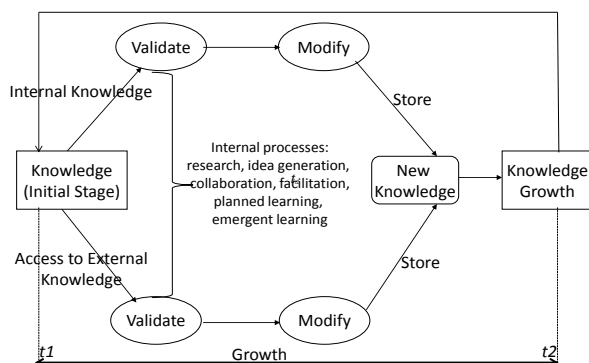 Validate
Modify
Internal Knowledge
Store
Internal processes:
research, idea generation,
collaboration, facilitation,
planned learning,
emergent learning
Knowledge
(Initial Stage)
New
Knowledge
Knowledge
Growth
Access to External
Knowledge
Store
Validate
Modify
t1
Growth
t2